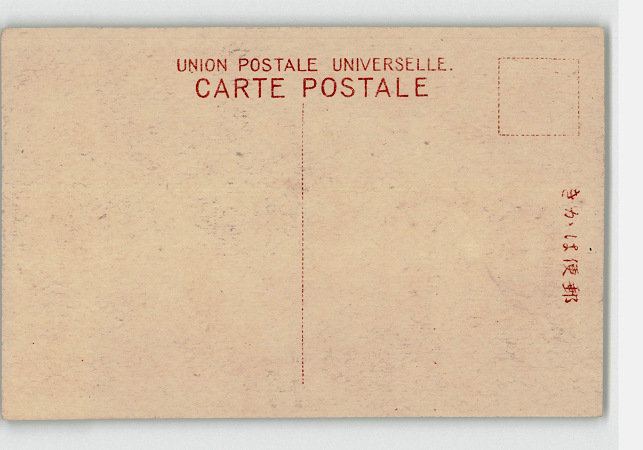 UNION POSTALE UNIVERSELLE.
CARTE POSTALE
きかは便郵